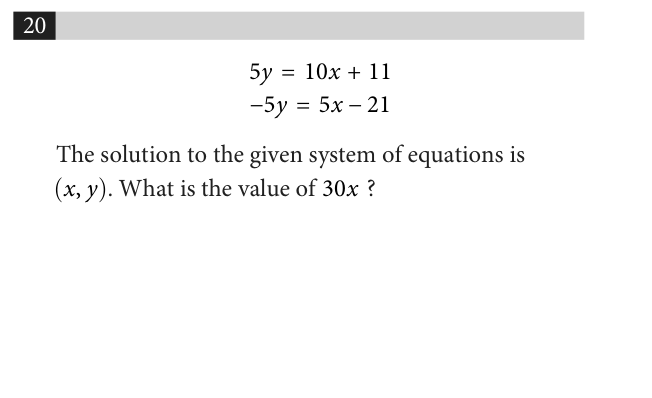 20
5y = 10x + 11
−5y = 5x − 21
The solution to the given system of equations is
(x, y). What is the value of 30x ?